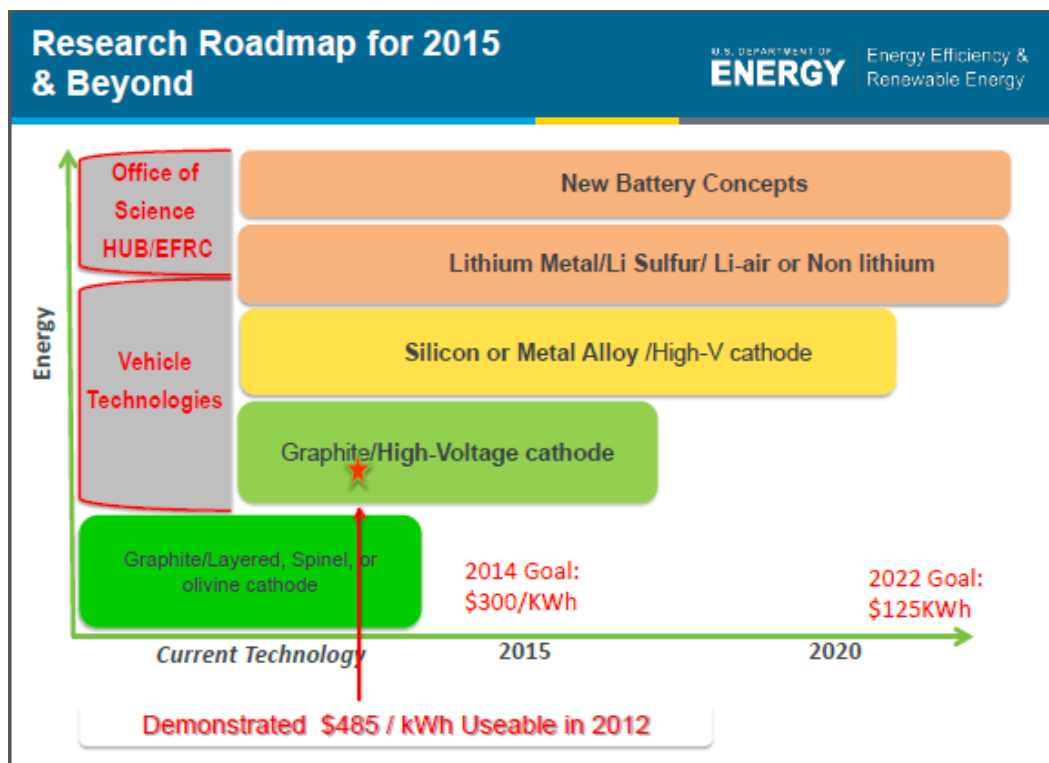 Research Roadmap for 2015
& Beyond
U.S. DEPARTMENT OF
ENERGY
Energy Efficiency &
Renewable Energy
Energy
Office of
Science
HUB/EFRC
New Battery Concepts
Lithium Metal/Li Sulfur/ Li-air or Non lithium
Vehicle
Technologies
Silicon or Metal Alloy /High-V cathode
Graphite/High-Voltage cathode
Graphite/Layered, Spinel, or
olivine cathode
2014 Goal:
$300/KWh
2022 Goal:
$125KWh
Current Technology
2015
2020
Demonstrated $485 / kWh Useable in 2012